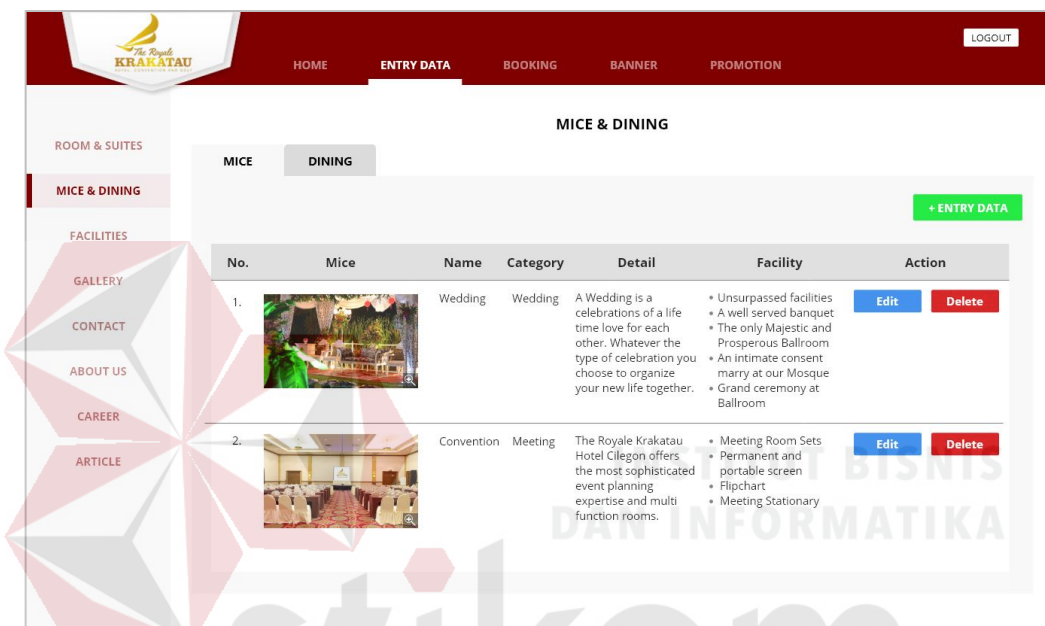 The Royale
KRAKATAU
HOTEL, CONVENTION AND GOLF
LOGOUT
HOME ENTRY DATA BOOKING BANNER PROMOTION
MICE & DINING
ROOM & SUITES
MICE & DINING
FACILITIES
GALLERY
CONTACT
ABOUT US
CAREER
ARTICLE
MICE DINING
+ ENTRY DATA
No. Mice Name Category Detail Facility Action
1.
Wedding
Wedding
A Wedding is a
celebrations of a life
time love for each
other. Whatever the
type of celebration you
choose to organize
your new life together.
• Unsurpassed facilities
• A well served banquet
• The only Majestic and
Prosperous Ballroom
• An intimate consent
marry at our Mosque
• Grand ceremony at
Ballroom
Edit Delete
2.
Convention
Meeting
The Royale Krakatau
Hotel Cilegon offers
the most sophisticated
event planning
expertise and multi
function rooms.
• Meeting Room Sets
• Permanent and
portable screen
• Flipchart
• Meeting Stationary
Edit Delete
INSTITUT BISNIS
DAN INFORMATIKA
stikom